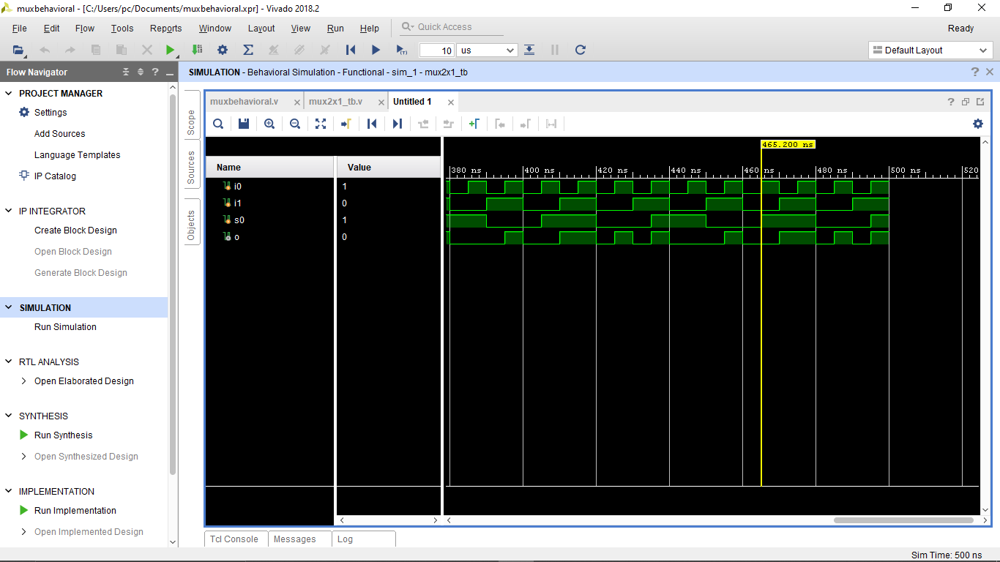 muxbehavioral - [C:/Users/pc/Documents/muxbehavioral.xpr] - Vivado 2018.2
File Edit Flow Tools Reports Window Layout View Run Help Quick Access Ready
10 us Default Layout
Flow Navigator
SIMULATION - Behavioral Simulation - Functional - sim_1 - mux2x1_tb
PROJECT MANAGER
Settings
Add Sources
Language Templates
IP Catalog
IP INTEGRATOR
Create Block Design
Open Block Design
Generate Block Design
SIMULATION
Run Simulation
RTL ANALYSIS
Open Elaborated Design
SYNTHESIS
Run Synthesis
Open Synthesized Design
IMPLEMENTATION
Run Implementation
Open Implemented Design
Scope
Sources
Objects
muxbehavioral.v mux2x1_tb.v Untitled 1
465.200 ns
Name Value
380 ns 400 ns 420 ns 440 ns 460 ns 480 ns 500 ns 520
i0 1
i1 0
s0 1
o 0
Tcl Console Messages Log
Sim Time: 500 ns